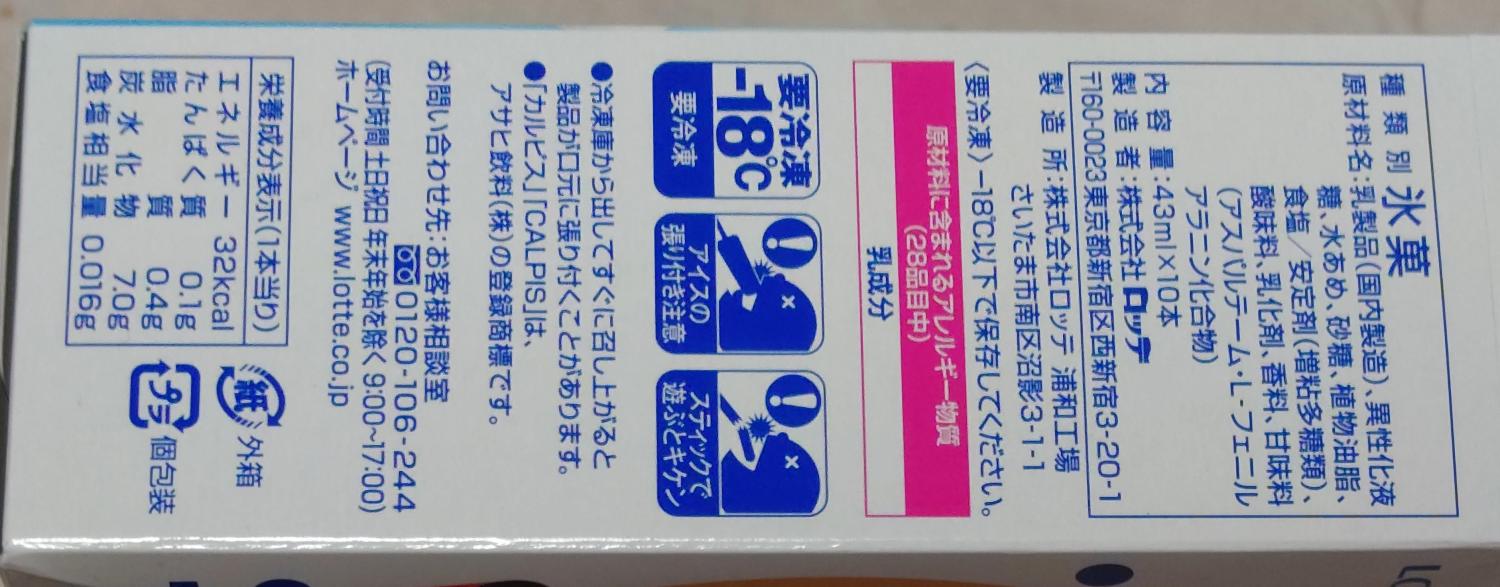 種類別 氷菓
原材料名:乳製品(国内製造)、異性化液
糖、水あめ、砂糖、植物油脂、
食塩/安定剤(増粘多糖類)、
酸味料、乳化剤、香料、甘味料
(アスパルテーム・L-フェニル
アラニン化合物)
内容量:43ml×10本
製造者:株式会社ロッテ
〒160-0023東京都新宿区西新宿3-20-1
製造所:株式会社ロッテ 浦和工場
さいたま市南区沼影3-1-1
〈要冷凍〉-18℃以下で保存してください。
原材料に含まれるアレルギー物質
(28品目中)
乳成分
要冷凍
-18℃
要冷凍
アイスの
張り付き注意
スティックで
遊ぶとキケン
●冷凍庫から出してすぐに召し上がると
製品が口元に張り付くことがあります。
●「カルピス」「CALPIS」は、
アサヒ飲料(株)の登録商標です。
お問い合わせ先:お客様相談室
0120-106-244
(受付時間土日祝日年末年始を除く 9:00~17:00)
ホームページ www.lotte.co.jp
栄養成分表示(1本当り)
エネルギー 32kcal
たんぱく質 0.1g
脂質 0.4g
炭水化物 7.0g
食塩相当量 0.016g
紙 外箱
プラ 個包装